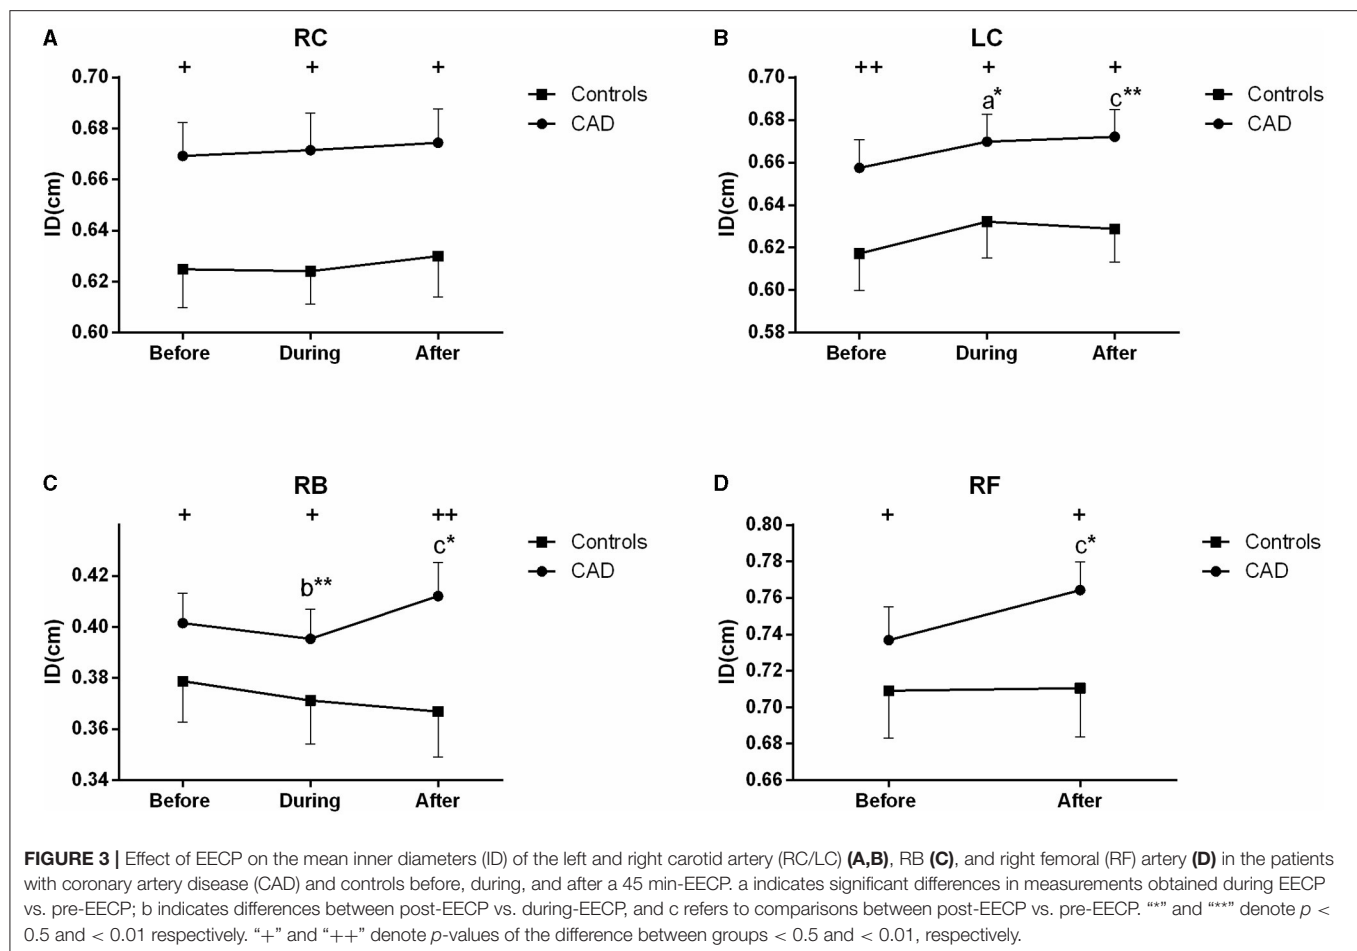 A
RC
+ + +
0.70
0.68
0.66
0.64
0.62
0.60
ID(cm)
Before During After
Controls
CAD
B
LC
++ + +
a* c**
0.70
0.68
0.66
0.64
0.62
0.60
0.58
ID(cm)
Before During After
Controls
CAD
C
RB
+ + ++
b** c*
0.42
0.40
0.38
0.36
0.34
ID(cm)
Before During After
Controls
CAD
D
RF
+ +
c*
0.80
0.78
0.76
0.74
0.72
0.70
0.68
0.66
ID(cm)
Before After
Controls
CAD
FIGURE 3 | Effect of EECP on the mean inner diameters (ID) of the left and right carotid artery (RC/LC) (A,B), RB (C), and right femoral (RF) artery (D) in the patients
with coronary artery disease (CAD) and controls before, during, and after a 45 min-EECP. a indicates significant differences in measurements obtained during EECP
vs. pre-EECP; b indicates differences between post-EECP vs. during-EECP, and c refers to comparisons between post-EECP vs. pre-EECP. “*” and “**” denote p <
0.5 and < 0.01 respectively. “+” and “++” denote p-values of the difference between groups < 0.5 and < 0.01, respectively.